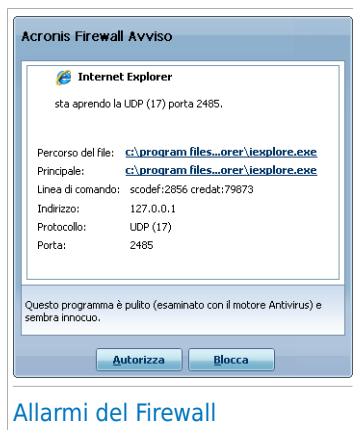 Acronis Firewall Avviso
Internet Explorer
sta aprendo la UDP (17) porta 2485.
Percorso del file: c:\program files...orer\iexplore.exe
Principale: c:\program files...orer\iexplore.exe
Linea di comando: scodef:2856 credat:79873
Indirizzo: 127.0.0.1
Protocollo: UDP (17)
Porta: 2485
Questo programma è pulito (esaminato con il motore Antivirus) e
sembra innocuo.
Autorizza Blocca
Allarmi del Firewall